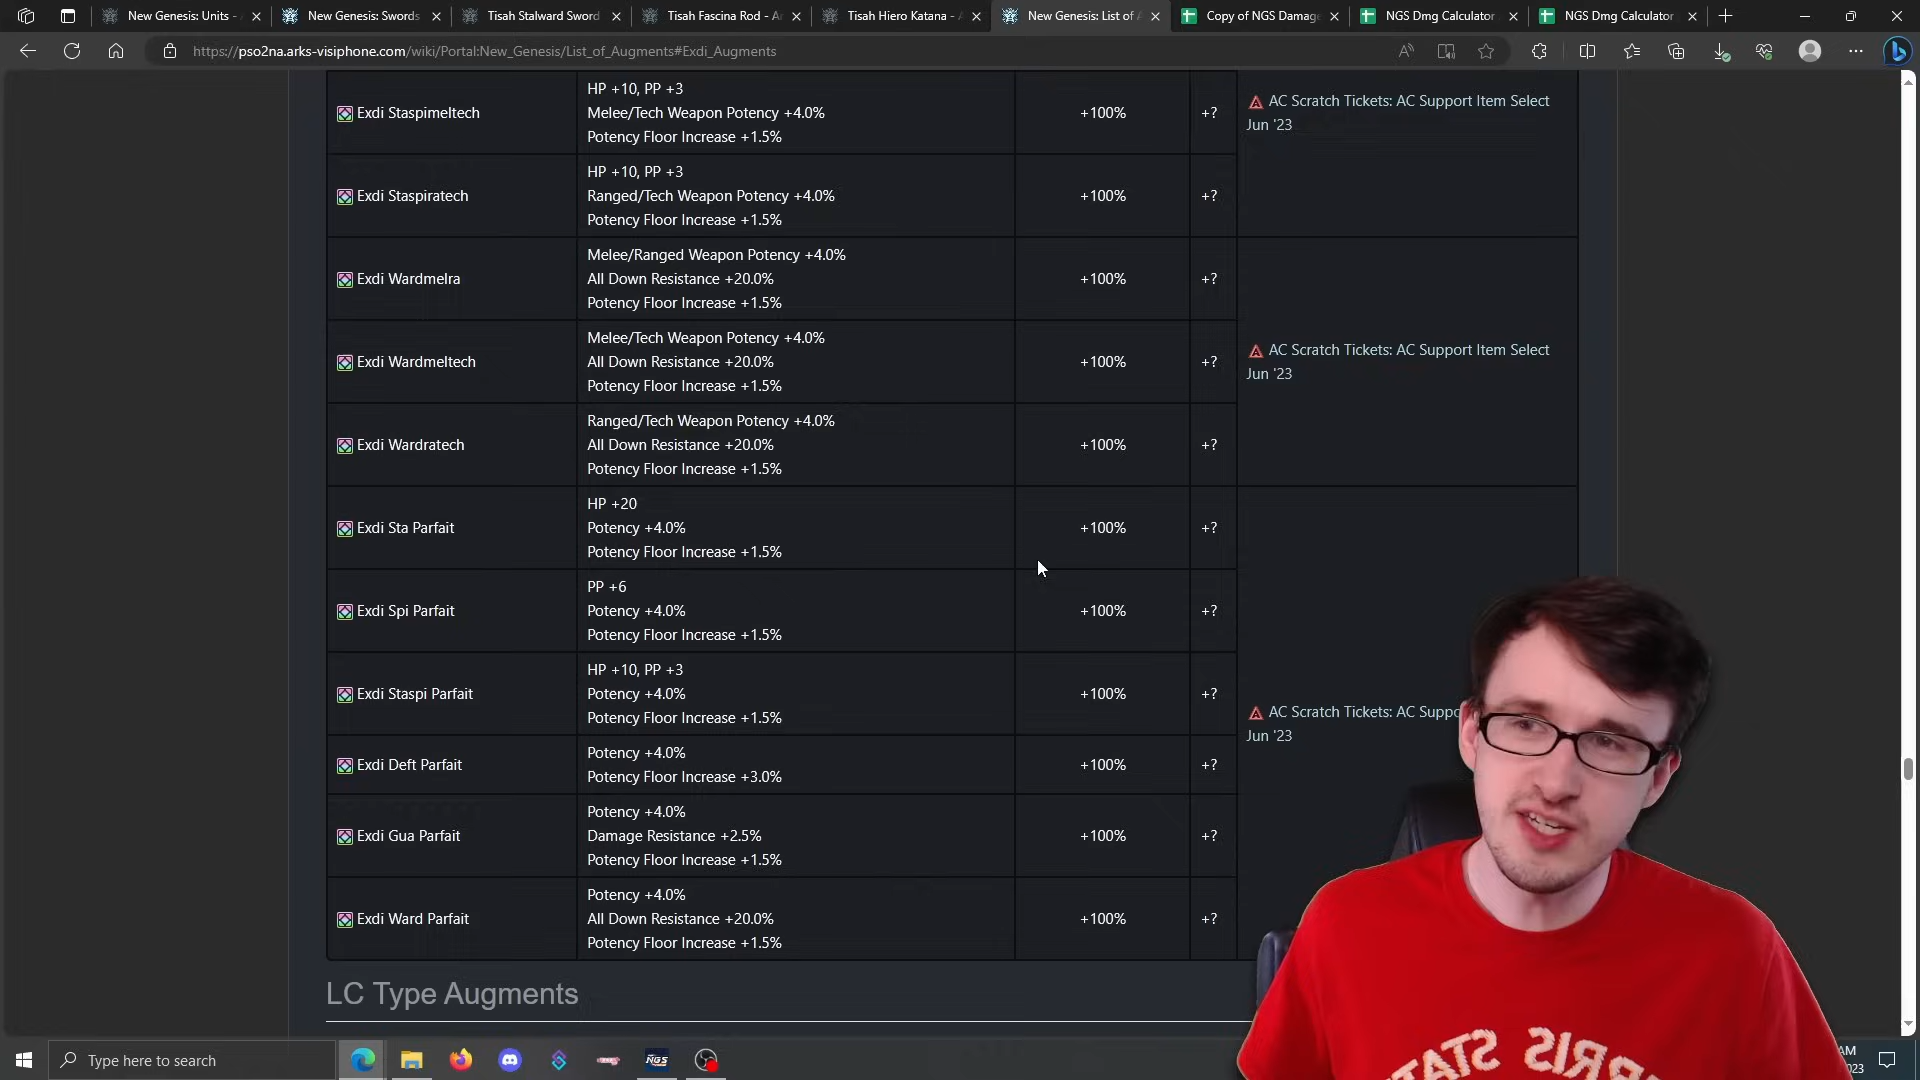 New Genesis: Units -
New Genesis: Swords
Tisah Stalward Sword
Tisah Fascina Rod - A
Tisah Hiero Katana - A
New Genesis: List of A
Copy of NGS Damag
NGS Dmg Calculator
NGS Dmg Calculator
https://pso2na.arks-visiphone.com/wiki/Portal:New_Genesis/List_of_Augments#Exdi_Augments
HP +10, PP +3
Exdi Staspimeltech
Melee/Tech Weapon Potency +4.0%
Potency Floor Increase +1.5%
+100%
+?
AC Scratch Tickets: AC Support Item Select
Jun '23
HP +10, PP +3
Exdi Staspiratech
Ranged/Tech Weapon Potency +4.0%
Potency Floor Increase +1.5%
+100%
+?
Exdi Wardmelra
Melee/Ranged Weapon Potency +4.0%
All Down Resistance +20.0%
Potency Floor Increase +1.5%
+100%
+?
Exdi Wardmeltech
Melee/Tech Weapon Potency +4.0%
All Down Resistance +20.0%
Potency Floor Increase +1.5%
+100%
+?
AC Scratch Tickets: AC Support Item Select
Jun '23
Exdi Wardratech
Ranged/Tech Weapon Potency +4.0%
All Down Resistance +20.0%
Potency Floor Increase +1.5%
+100%
+?
Exdi Sta Parfait
HP +20
Potency +4.0%
Potency Floor Increase +1.5%
+100%
+?
Exdi Spi Parfait
PP +6
Potency +4.0%
Potency Floor Increase +1.5%
+100%
+?
Exdi Staspi Parfait
HP +10, PP +3
Potency +4.0%
Potency Floor Increase +1.5%
+100%
+?
AC Scratch Tickets: AC Suppo
Jun '23
Exdi Deft Parfait
Potency +4.0%
Potency Floor Increase +3.0%
+100%
+?
Exdi Gua Parfait
Potency +4.0%
Damage Resistance +2.5%
Potency Floor Increase +1.5%
+100%
+?
Exdi Ward Parfait
Potency +4.0%
All Down Resistance +20.0%
Potency Floor Increase +1.5%
+100%
+?
LC Type Augments
Type here to search
NGS
AM
023